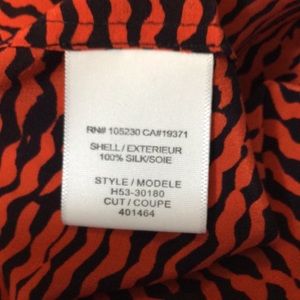 RN# 105230 CA#19371
SHELL / EXTERIEUR
100% SILK/SOIE
STYLE / MODELE
H53-30180
CUT / COUPE
401464